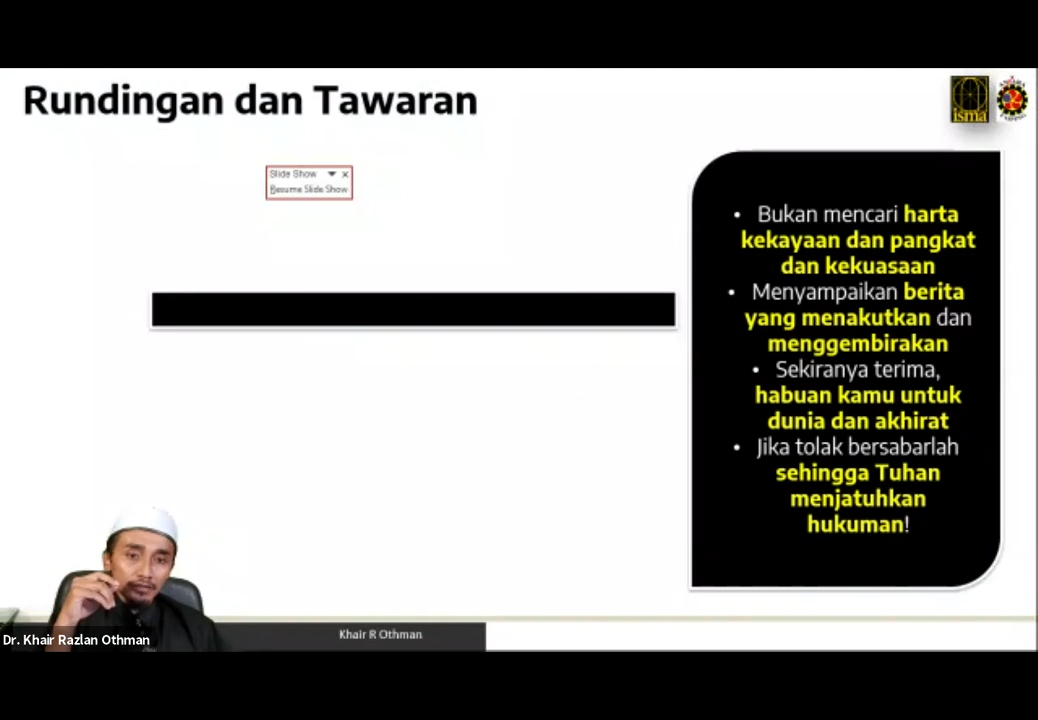 Rundingan dan Tawaran
isma
Slide Show
Resume Slide Show
• Bukan mencari harta
kekayaan dan pangkat
dan kekuasaan
• Menyampaikan berita
yang menakutkan dan
menggembirakan
• Sekiranya terima,
habuan kamu untuk
dunia dan akhirat
• Jika tolak bersabarlah
sehingga Tuhan
menjatuhkan
hukuman!
Khair R Othman
Dr. Khair Razlan Othman